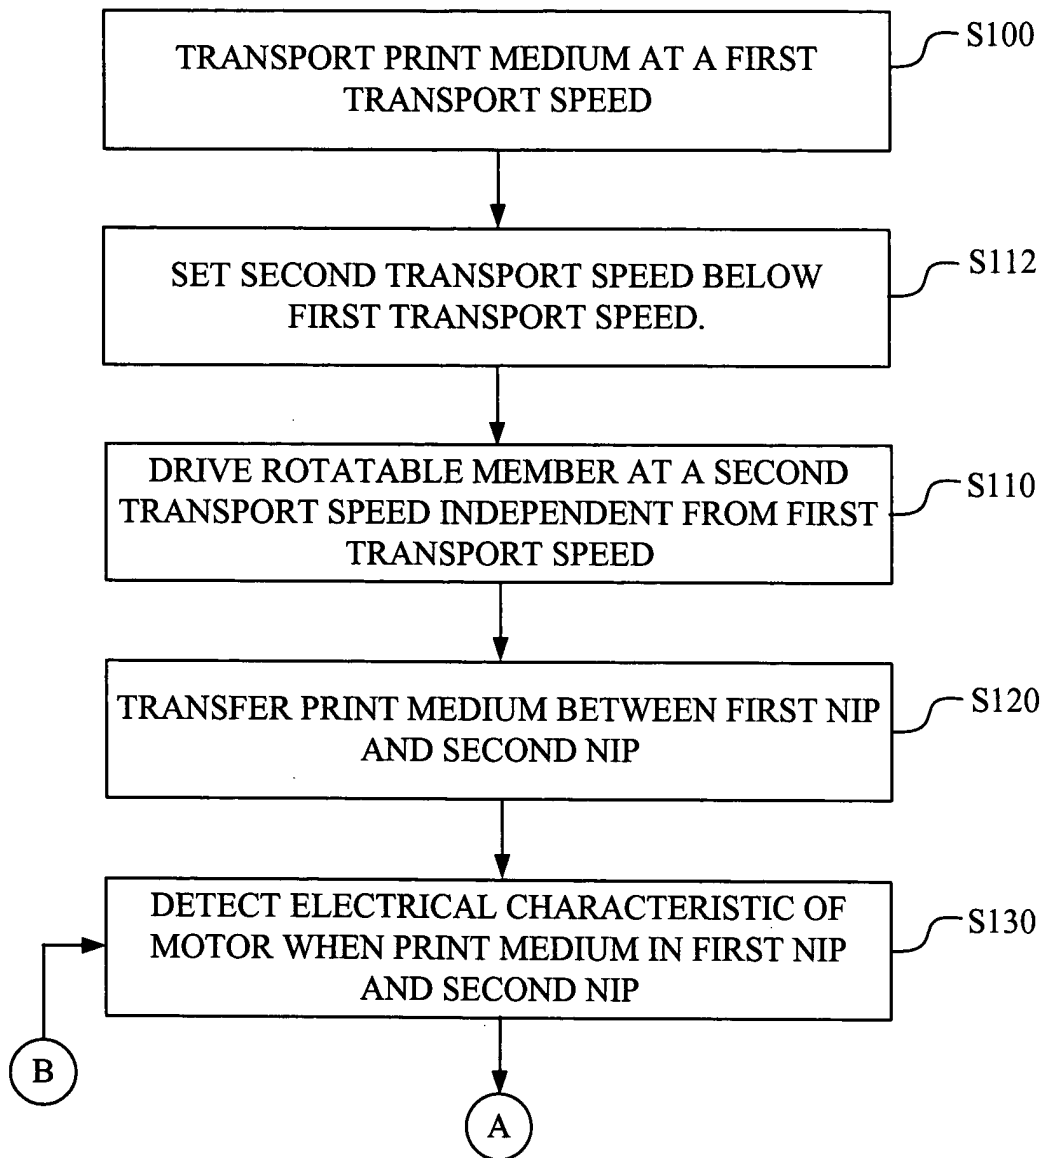 TRANSPORT PRINT MEDIUM AT A FIRST
TRANSPORT SPEED
S100
SET SECOND TRANSPORT SPEED BELOW
FIRST TRANSPORT SPEED.
S112
DRIVE ROTATABLE MEMBER AT A SECOND
TRANSPORT SPEED INDEPENDENT FROM FIRST
TRANSPORT SPEED
S110
TRANSFER PRINT MEDIUM BETWEEN FIRST NIP
AND SECOND NIP
S120
DETECT ELECTRICAL CHARACTERISTIC OF
MOTOR WHEN PRINT MEDIUM IN FIRST NIP
AND SECOND NIP
S130
B
A